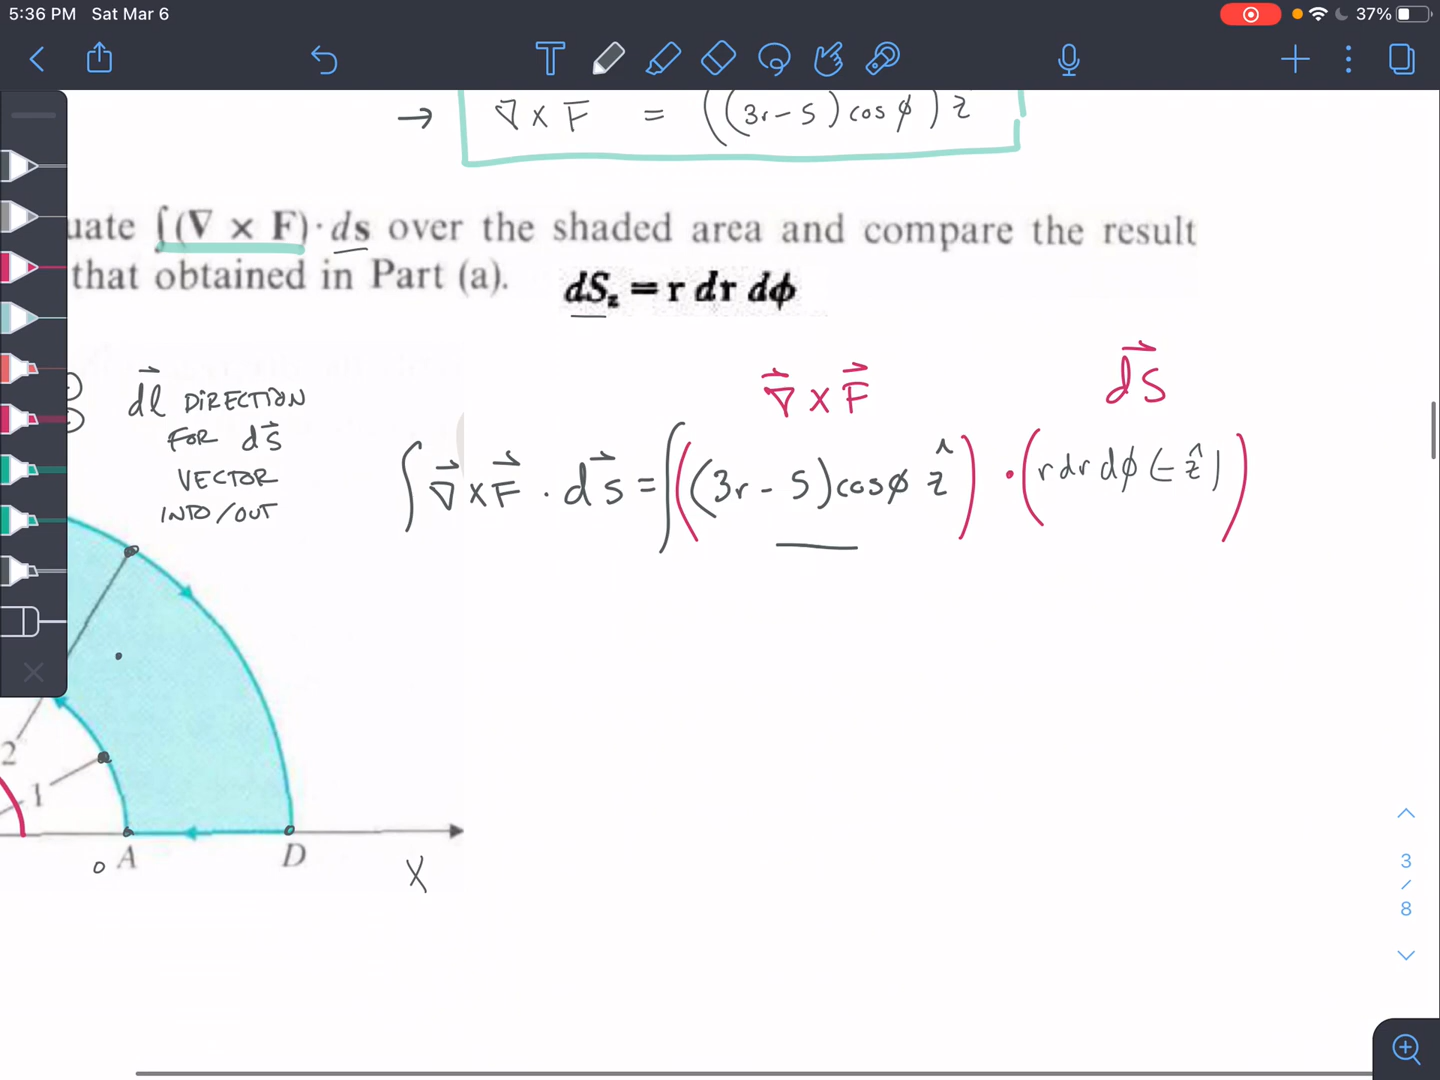 5:36 PM Sat Mar 6
37%
→ ∇ × F = ((3r − 5) cos φ) ẑ
uate ∫(∇ × F) · ds over the shaded area and compare the result
that obtained in Part (a).
dS_z = r dr dφ
dl DIRECTION
FOR ds
VECTOR
INTO/OUT
∇ × F
ds
∫ ∇ × F · ds = ∫((3r − 5) cos φ ẑ) · (r dr dφ (−ẑ))
2
1
A
D
X
3
/
8